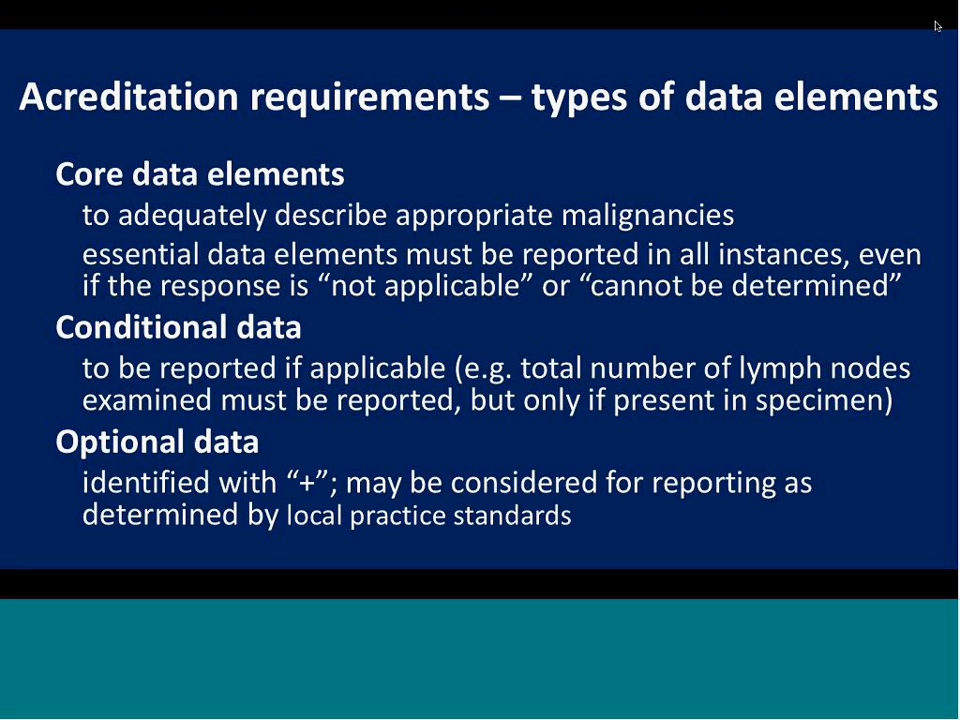 Acreditation requirements – types of data elements
Core data elements
to adequately describe appropriate malignancies
essential data elements must be reported in all instances, even
if the response is “not applicable” or “cannot be determined”
Conditional data
to be reported if applicable (e.g. total number of lymph nodes
examined must be reported, but only if present in specimen)
Optional data
identified with “+”; may be considered for reporting as
determined by local practice standards